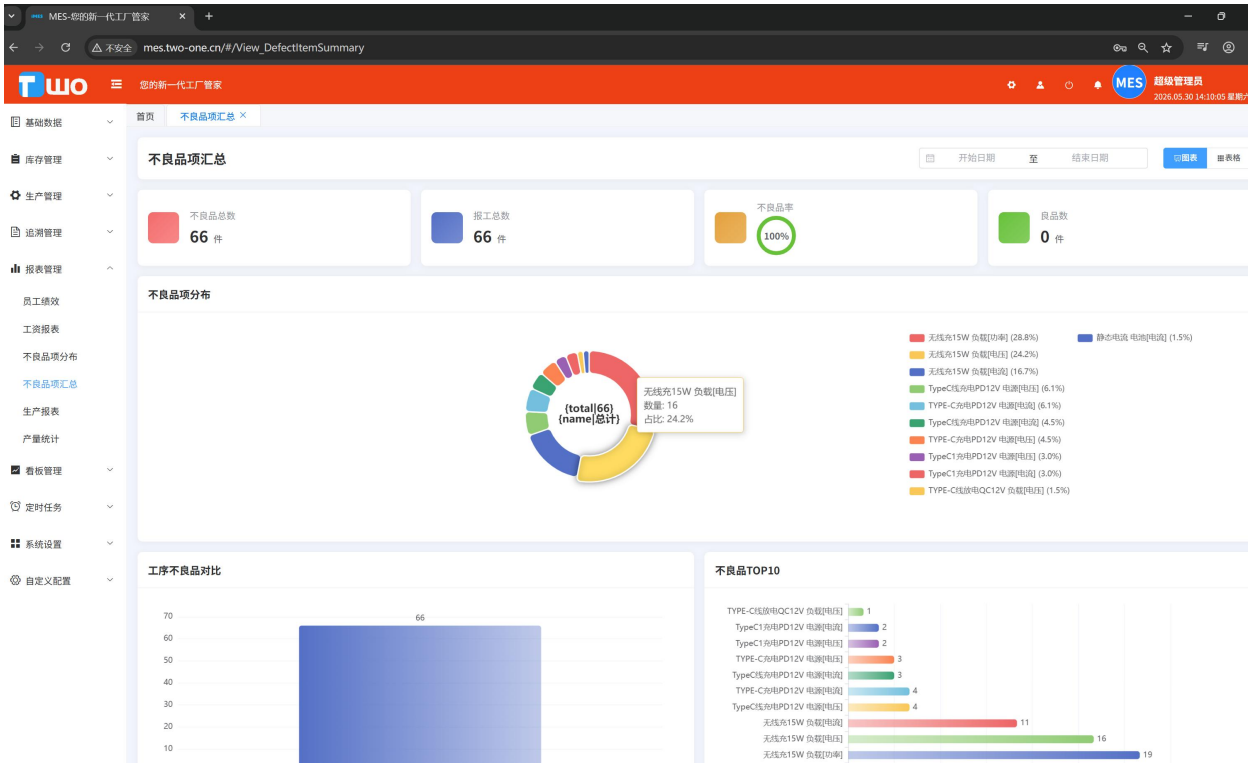 MES-您的新一代工厂管家
不安全 mes.two-one.cn/#/View_DefectItemSummary
Two 您的新一代工厂管家 MES 超级管理员
2026.05.30 14:10:05 星期六
基础数据
库存管理
生产管理
追溯管理
报表管理
员工绩效
工资报表
不良品项分布
不良品项汇总
生产报表
产量统计
看板管理
定时任务
系统设置
自定义配置
首页 不良品项汇总
不良品项汇总 开始日期 至 结束日期 图表 表格
不良品总数
66 件
报工总数
66 件
不良品率
100%
良品数
0 件
不良品项分布
{total|66}
{name|总计}
无线充15W 负载[电压]
数量: 16
占比: 24.2%
无线充15W 负载[功率] (28.8%)
无线充15W 负载[电压] (24.2%)
无线充15W 负载[电流] (16.7%)
TypeC线充电PD12V 电源[电压] (6.1%)
TYPE-C充电PD12V 电源[电流] (6.1%)
TypeC线充电PD12V 电源[电流] (4.5%)
TYPE-C充电PD12V 电源[电压] (4.5%)
TypeC1充电PD12V 电源[电压] (3.0%)
TypeC1充电PD12V 电源[电流] (3.0%)
TYPE-C线放电QC12V 负载[电压] (1.5%)
静态电流 电池[电流] (1.5%)
工序不良品对比
70
60
50
40
30
20
10
66
不良品TOP10
TYPE-C线放电QC12V 负载[电压] 1
TypeC1充电PD12V 电源[电流] 2
TypeC1充电PD12V 电源[电压] 2
TYPE-C充电PD12V 电源[电压] 3
TypeC线充电PD12V 电源[电流] 3
TYPE-C充电PD12V 电源[电流] 4
TypeC线充电PD12V 电源[电压] 4
无线充15W 负载[电流] 11
无线充15W 负载[电压] 16
无线充15W 负载[功率] 19